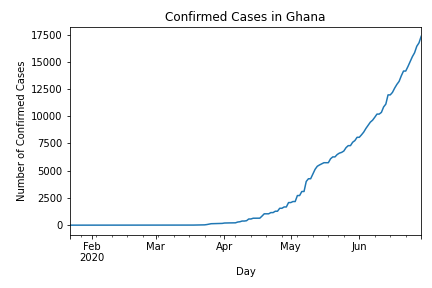 Confirmed Cases in Ghana
Number of Confirmed Cases
17500
15000
12500
10000
7500
5000
2500
0
Feb Mar Apr May Jun
2020
Day